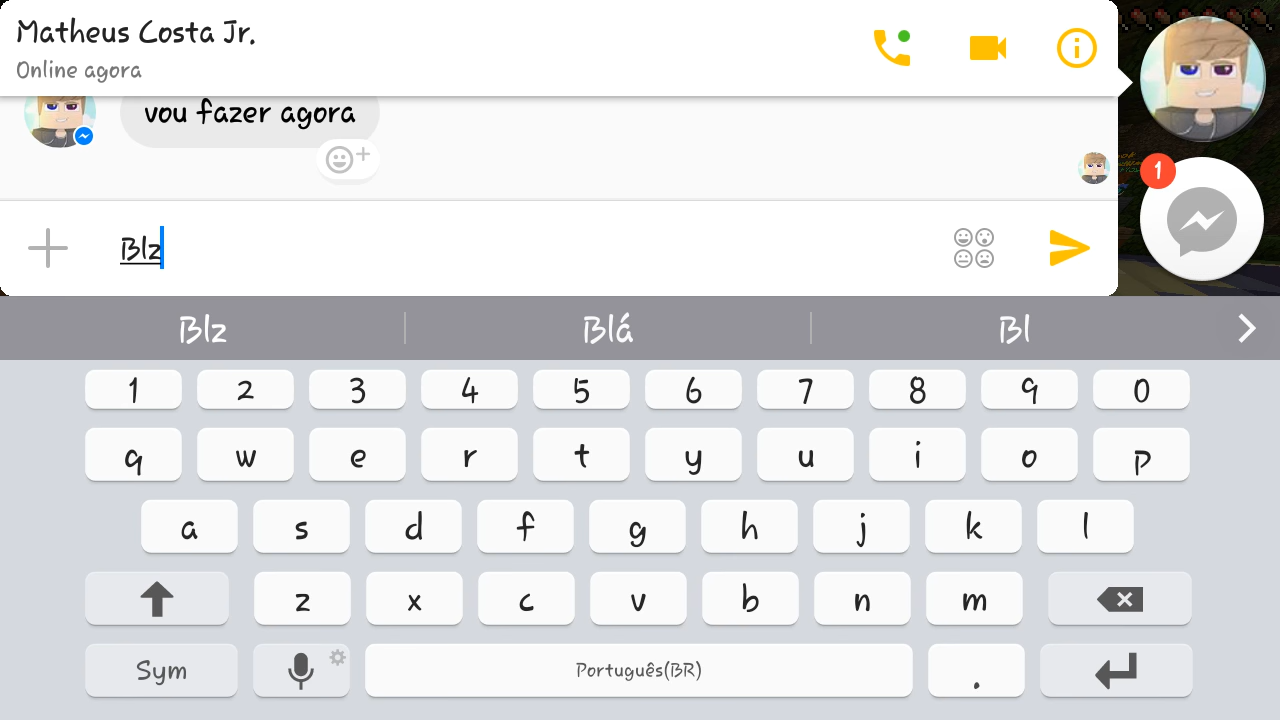 Matheus Costa Jr.
Online agora
vou fazer agora
1
Blz
Blz Blá Bl
1 2 3 4 5 6 7 8 9 0
q w e r t y u i o p
a s d f g h j k l
z x c v b n m
Sym Português(BR) .